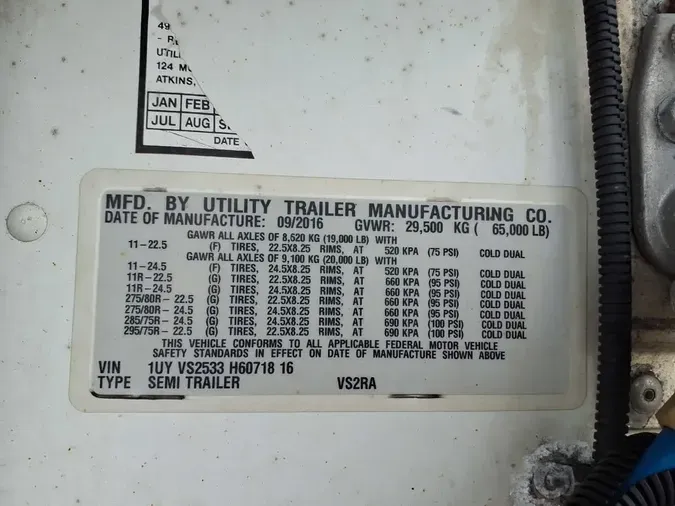 49
UTILI
124 M
ATKINS,
JAN FEB
JUL AUG S
DATE
MFD. BY UTILITY TRAILER MANUFACTURING CO.
DATE OF MANUFACTURE: 09/2016 GVWR: 29,500 KG ( 65,000 LB)
GAWR ALL AXLES OF 8,620 KG (19,000 LB) WITH
11-22.5 (F) TIRES, 22.5X8.25 RIMS, AT 520 KPA (75 PSI) COLD DUAL
GAWR ALL AXLES OF 9,100 KG (20,000 LB) WITH
11-24.5 (F) TIRES, 24.5X8.25 RIMS, AT 520 KPA (75 PSI) COLD DUAL
11R-22.5 (G) TIRES, 22.5X8.25 RIMS, AT 660 KPA (95 PSI) COLD DUAL
11R-24.5 (G) TIRES, 24.5X8.25 RIMS, AT 660 KPA (95 PSI) COLD DUAL
275/80R-22.5 (G) TIRES, 22.5X8.25 RIMS, AT 660 KPA (95 PSI) COLD DUAL
275/80R-24.5 (G) TIRES, 24.5X8.25 RIMS, AT 660 KPA (95 PSI) COLD DUAL
285/75R-24.5 (G) TIRES, 24.5X8.25 RIMS, AT 690 KPA (100 PSI) COLD DUAL
295/75R-22.5 (G) TIRES, 22.5X8.25 RIMS, AT 690 KPA (100 PSI) COLD DUAL
THIS VEHICLE CONFORMS TO ALL APPLICABLE FEDERAL MOTOR VEHICLE
SAFETY STANDARDS IN EFFECT ON DATE OF MANUFACTURE SHOWN ABOVE
VIN 1UY VS2533 H60718 16
TYPE SEMI TRAILER VS2RA